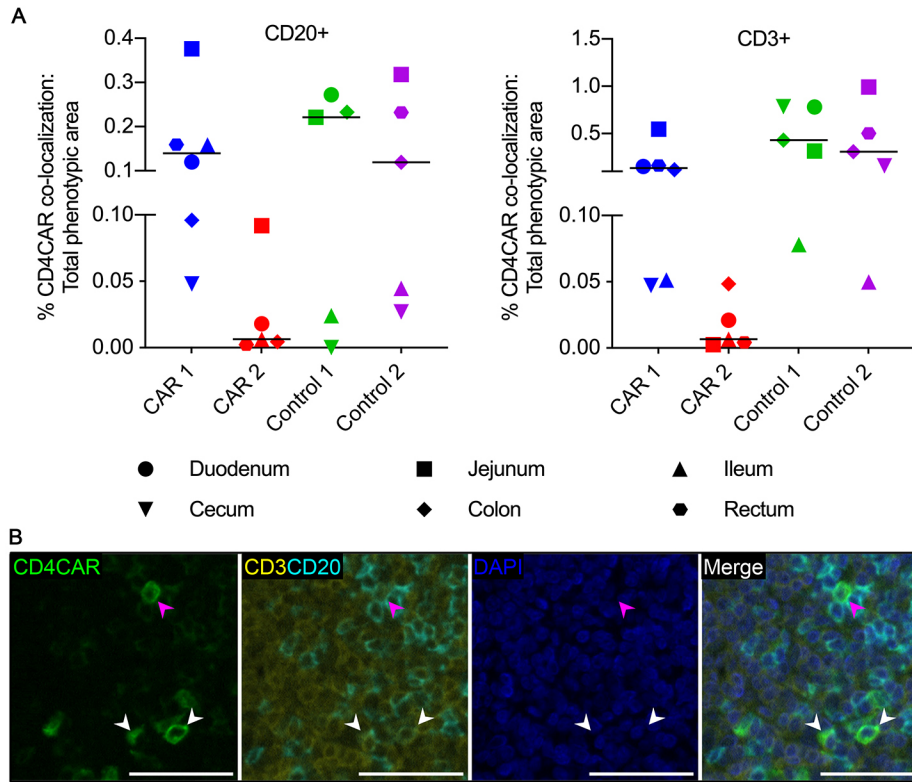 A
CD20+
CD3+
% CD4CAR co-localization:
Total phenotypic area
0.4
0.3
0.2
0.1
0.10
0.05
0.00
CAR 1
CAR 2
Control 1
Control 2
% CD4CAR co-localization:
Total phenotypic area
1.5
1.0
0.5
0.10
0.05
0.00
CAR 1
CAR 2
Control 1
Control 2
Duodenum
Jejunum
Ileum
Cecum
Colon
Rectum
B
CD4CAR
CD3CD20
DAPI
Merge